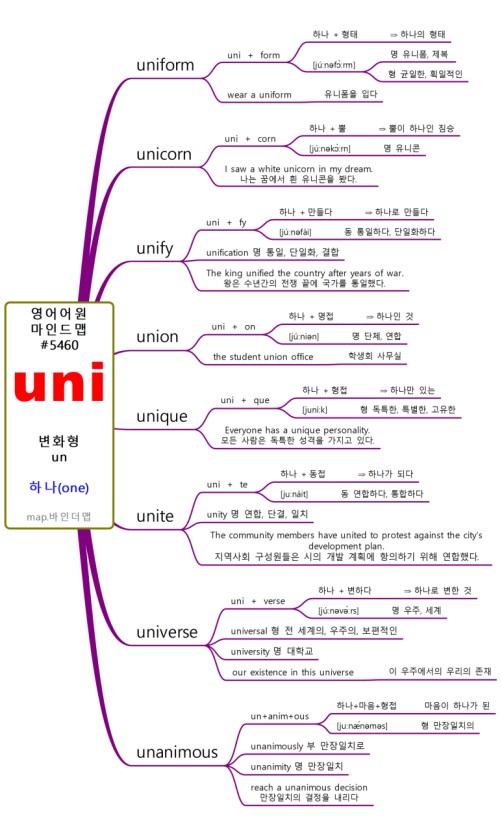 영어어원
마인드맵
#5460
uni
변화형
un
하나(one)
map.바인더맵
uniform
uni + form
하나 + 형태 ⇒ 하나의 형태
[júːnəfɔ̀ːrm]
명 유니폼, 제복
형 균일한, 획일적인
wear a uniform 유니폼을 입다
unicorn
uni + corn
하나 + 뿔 ⇒ 뿔이 하나인 짐승
[júːnəkɔ̀ːrn] 명 유니콘
I saw a white unicorn in my dream.
나는 꿈에서 흰 유니콘을 봤다.
unify
uni + fy
하나 + 만들다 ⇒ 하나로 만들다
[júːnəfài] 동 통일하다, 단일화하다
unification 명 통일, 단일화, 결합
The king unified the country after years of war.
왕은 수년간의 전쟁 끝에 국가를 통일했다.
union
uni + on
하나 + 명접 ⇒ 하나인 것
[júːniən] 명 단체, 연합
the student union office 학생회 사무실
unique
uni + que
하나 + 형접 ⇒ 하나만 있는
[juníːk] 형 독특한, 특별한, 고유한
Everyone has a unique personality.
모든 사람은 독특한 성격을 가지고 있다.
unite
uni + te
하나 + 동접 ⇒ 하나가 되다
[juːnáit] 동 연합하다, 통합하다
unity 명 연합, 단결, 일치
The community members have united to protest against the city's
development plan.
지역사회 구성원들은 시의 개발 계획에 항의하기 위해 연합했다.
universe
uni + verse
하나 + 변하다 ⇒ 하나로 변한 것
[júːnəvə̀ːrs] 명 우주, 세계
universal 형 전 세계의, 우주의, 보편적인
university 명 대학교
our existence in this universe 이 우주에서의 우리의 존재
unanimous
un+anim+ous
하나+마음+형접 마음이 하나가 된
[juːnǽnəməs] 형 만장일치의
unanimously 부 만장일치로
unanimity 명 만장일치
reach a unanimous decision
만장일치의 결정을 내리다